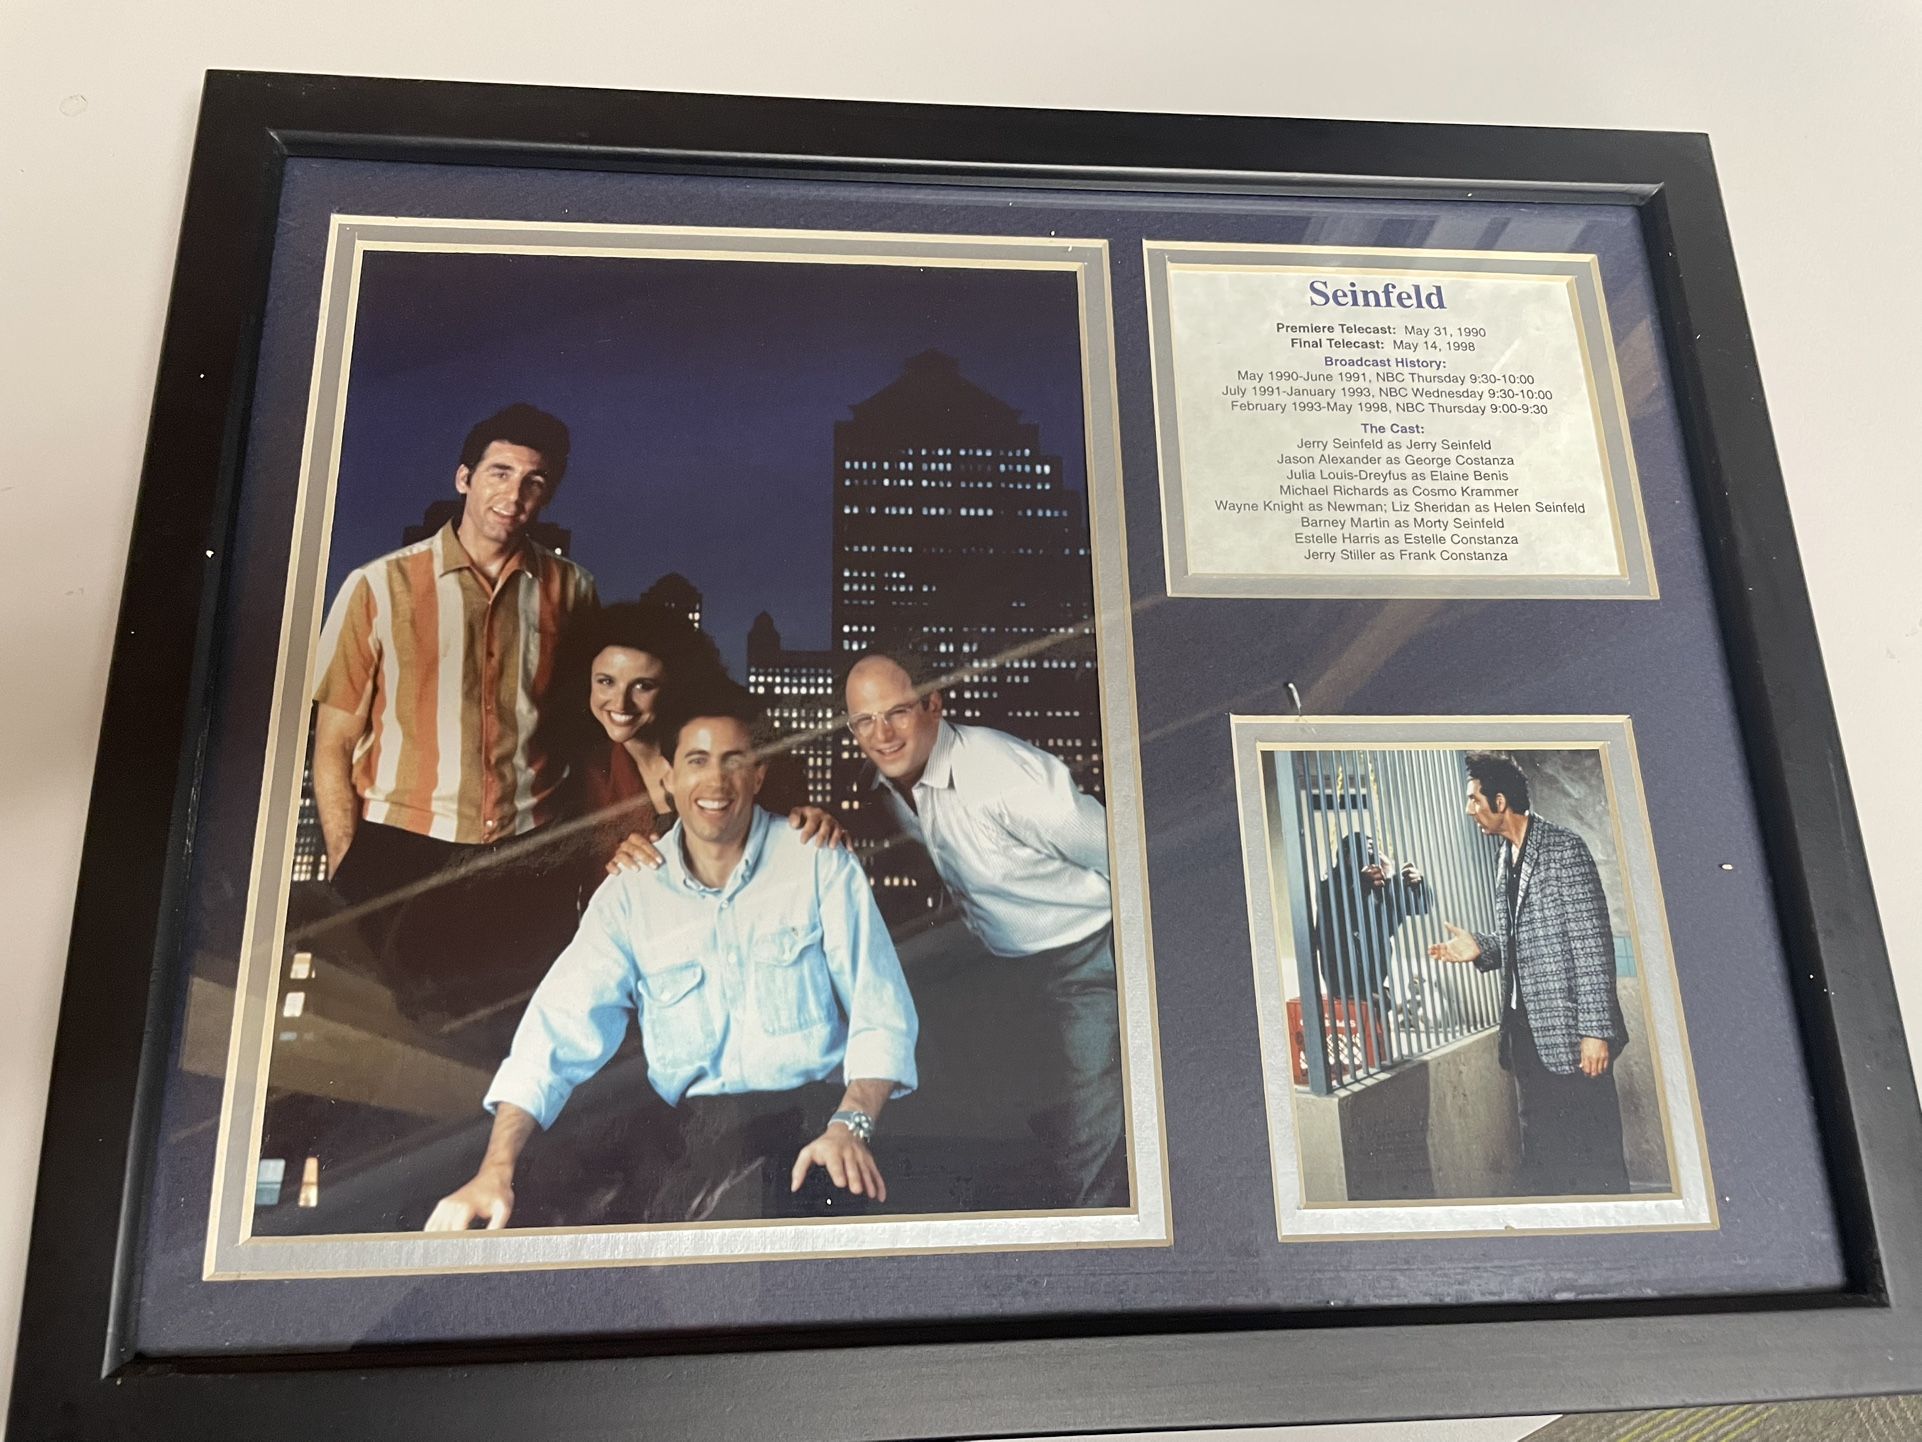 Seinfeld
Premiere Telecast: May 31, 1990
Final Telecast: May 14, 1998
Broadcast History:
May 1990-June 1991, NBC Thursday 9:30-10:00
July 1991-January 1993, NBC Wednesday 9:30-10:00
February 1993-May 1998, NBC Thursday 9:00-9:30
The Cast:
Jerry Seinfeld as Jerry Seinfeld
Jason Alexander as George Costanza
Julia Louis-Dreyfus as Elaine Benis
Michael Richards as Cosmo Krammer
Wayne Knight as Newman; Liz Sheridan as Helen Seinfeld
Barney Martin as Morty Seinfeld
Estelle Harris as Estelle Constanza
Jerry Stiller as Frank Constanza